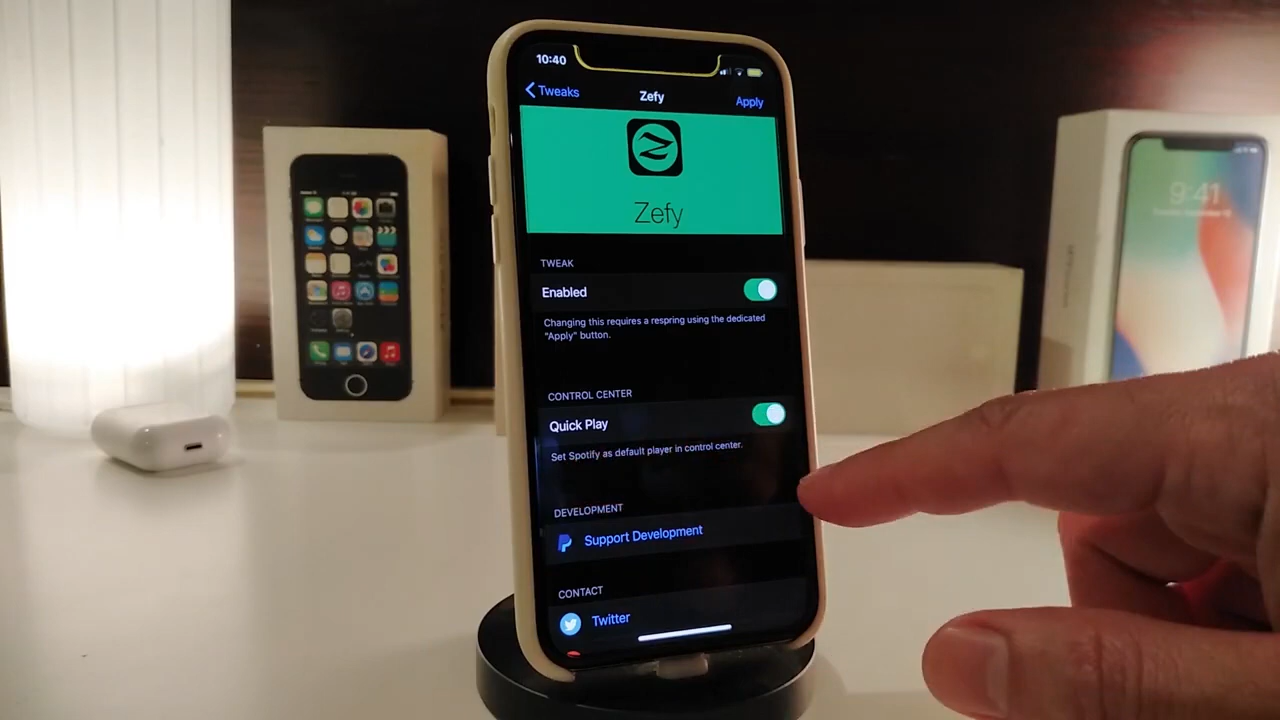 10:40
Tweaks
Zefy
Apply
Zefy
TWEAK
Enabled
Changing this requires a respring using the dedicated
"Apply" button.
CONTROL CENTER
Quick Play
Set Spotify as default player in control center.
DEVELOPMENT
Support Development
CONTACT
Twitter
9:41